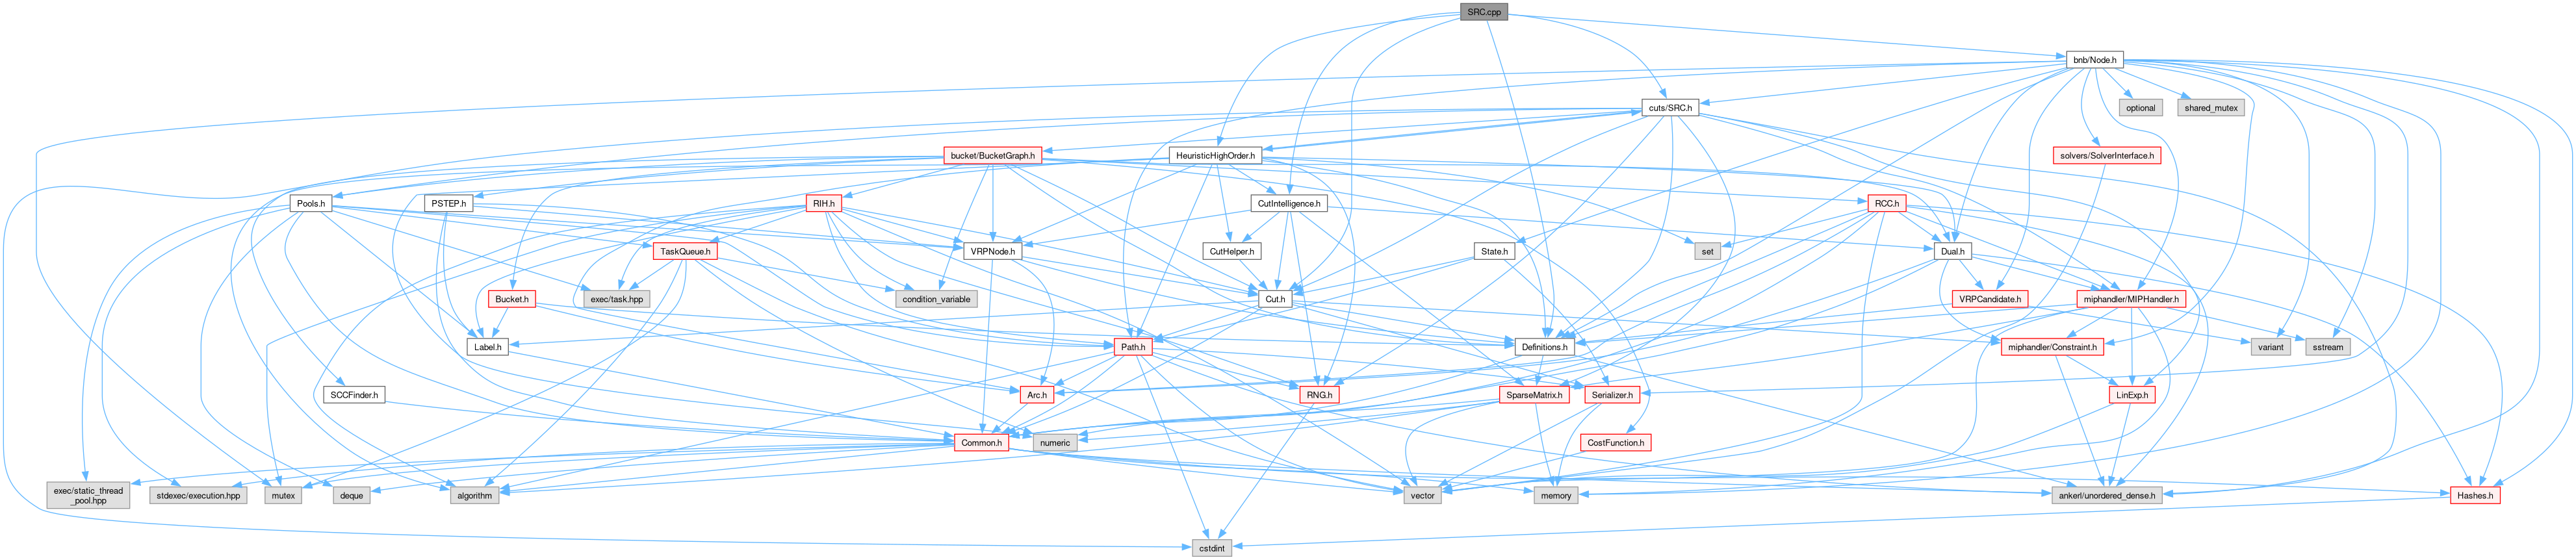 SRC.cpp
bnb/Node.h
cuts/SRC.h
optional
shared_mutex
bucket/BucketGraph.h
HeuristicHighOrder.h
solvers/SolverInterface.h
Pools.h
PSTEP.h
RIH.h
CutIntelligence.h
RCC.h
TaskQueue.h
VRPNode.h
CutHelper.h
State.h
set
Dual.h
Bucket.h
exec/task.hpp
condition_variable
Cut.h
VRPCandidate.h
miphandler/MIPHandler.h
Label.h
Path.h
Definitions.h
miphandler/Constraint.h
variant
sstream
SCCFinder.h
Arc.h
RNG.h
SparseMatrix.h
Serializer.h
LinExp.h
Common.h
numeric
CostFunction.h
exec/static_thread
_pool.hpp
stdexec/execution.hpp
mutex
deque
algorithm
vector
memory
ankerl/unordered_dense.h
Hashes.h
cstdint